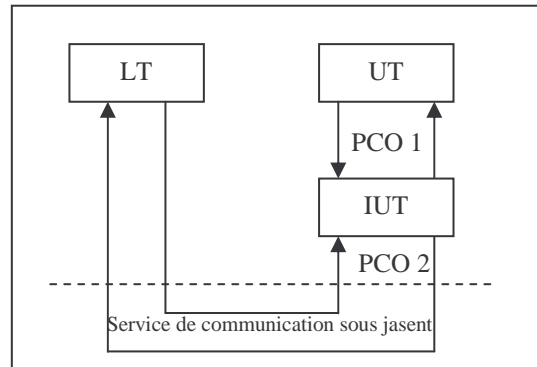 LT
UT
PCO 1
IUT
PCO 2
Service de communication sous jasent